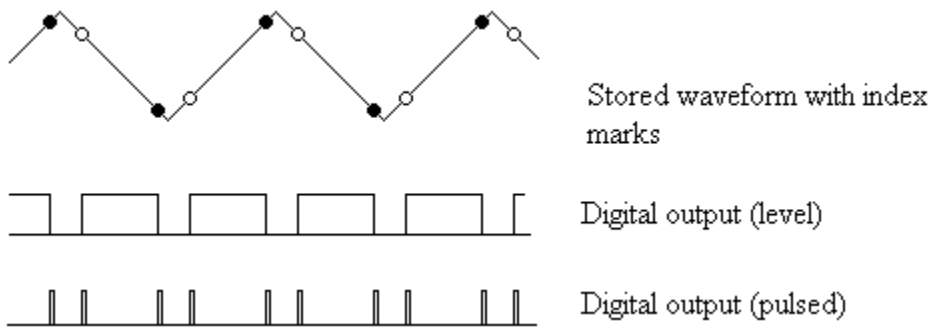 Stored waveform with index
marks
Digital output (level)
Digital output (pulsed)